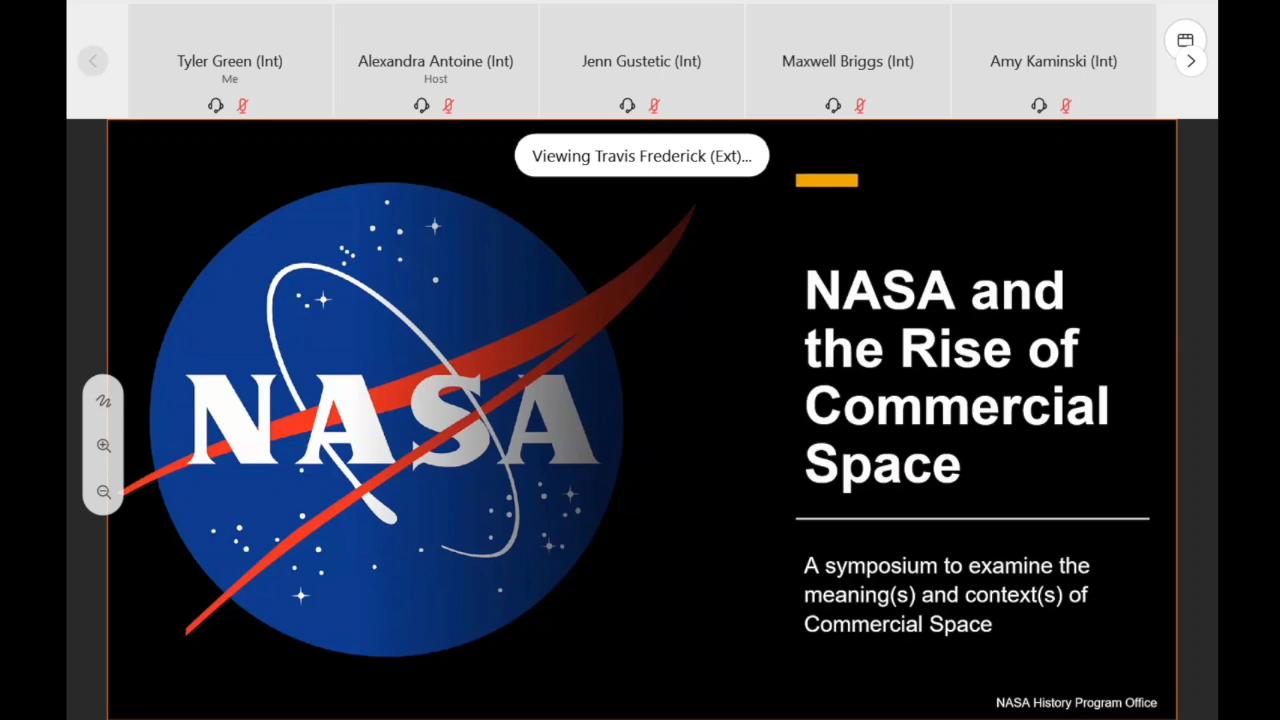 Tyler Green (Int)
Me
Alexandra Antoine (Int)
Host
Jenn Gustetic (Int)
Maxwell Briggs (Int)
Amy Kaminski (Int)
Viewing Travis Frederick (Ext)...
NASA
NASA and
the Rise of
Commercial
Space
A symposium to examine the
meaning(s) and context(s) of
Commercial Space
NASA History Program Office